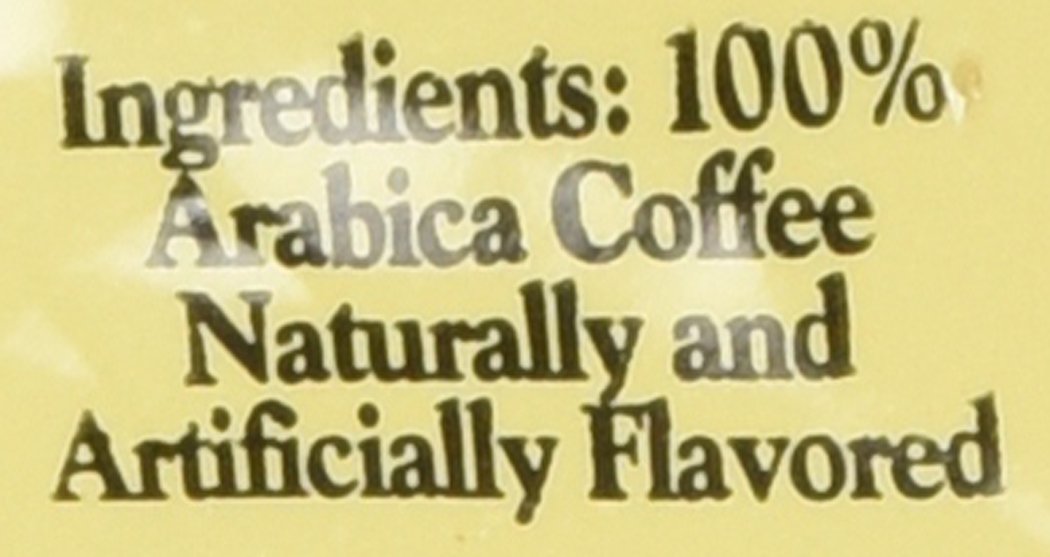 Ingredients: 100%
Arabica Coffee
Naturally and
Artificially Flavored